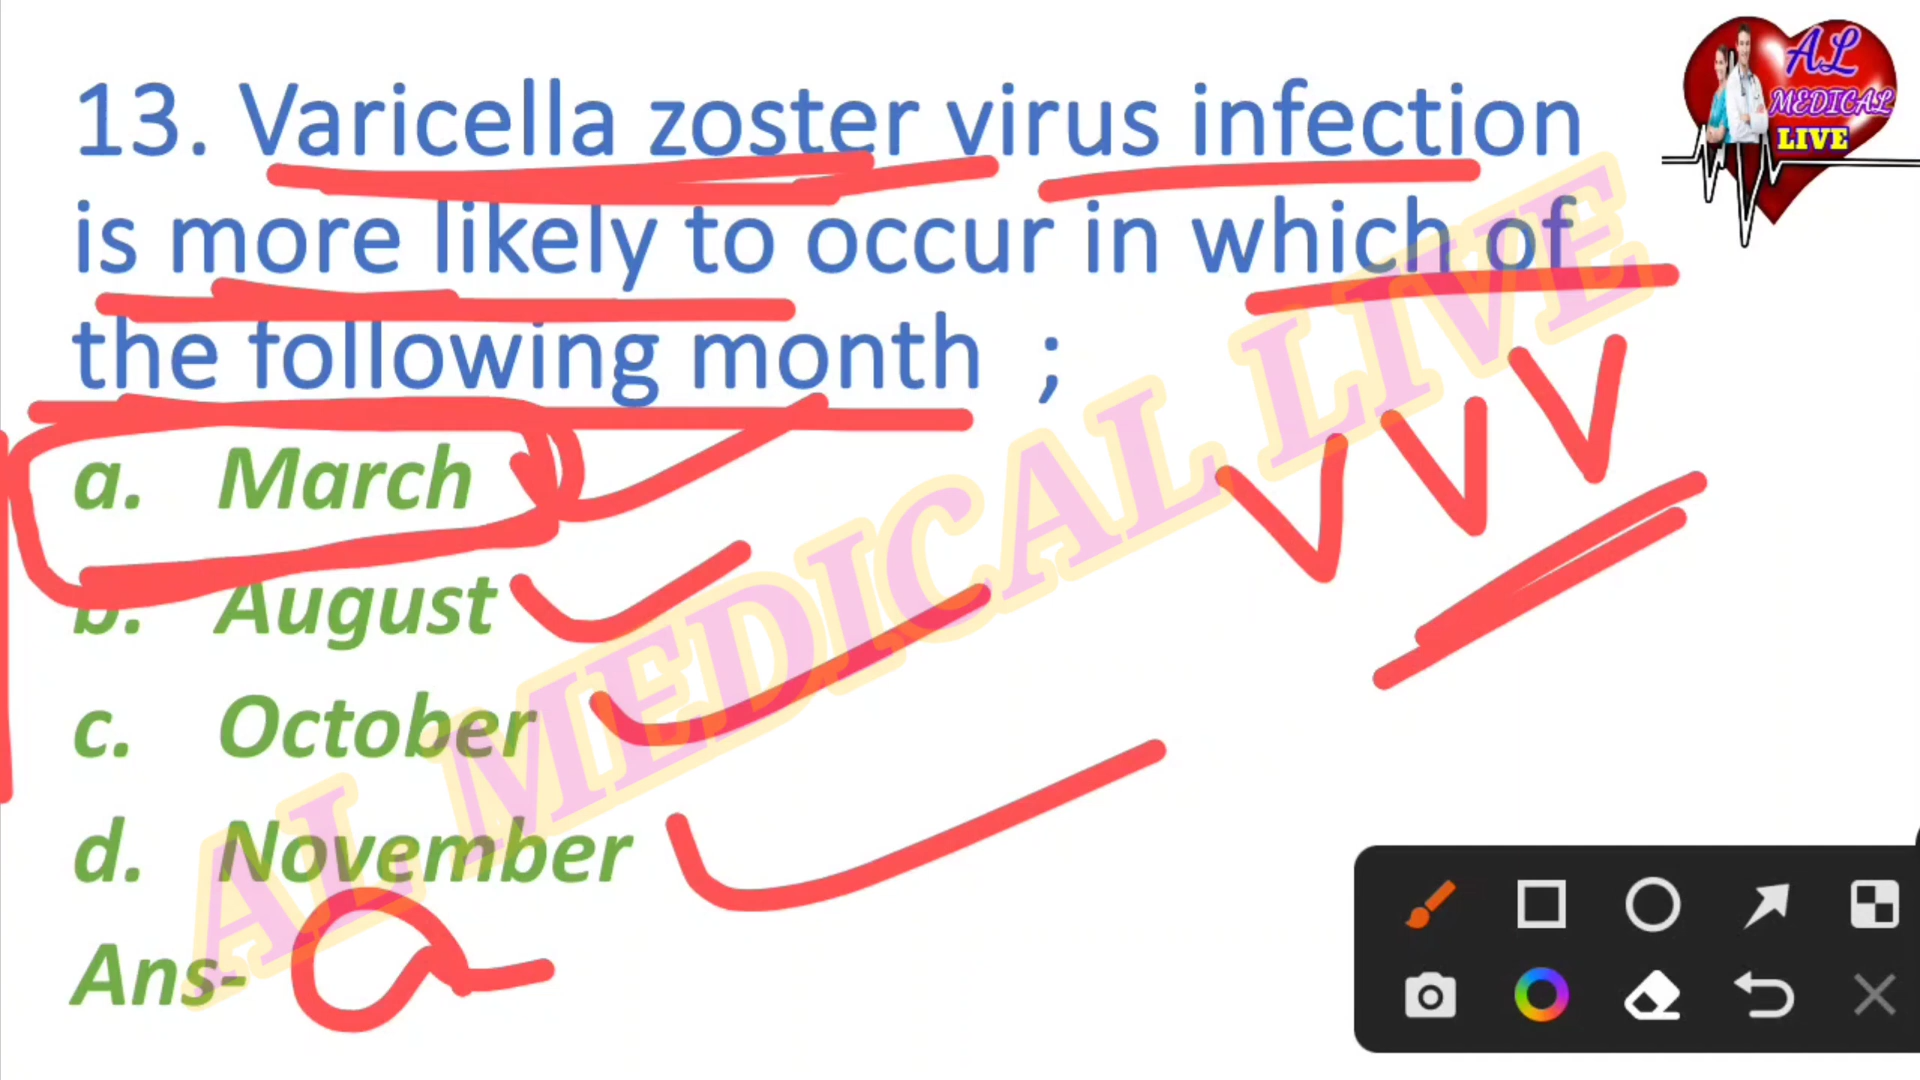 AL
MEDICAL
LIVE
13. Varicella zoster virus infection
is more likely to occur in which of
the following month ;
a. March
b. August
c. October
d. November
Ans- a
AL MEDICAL LIVE